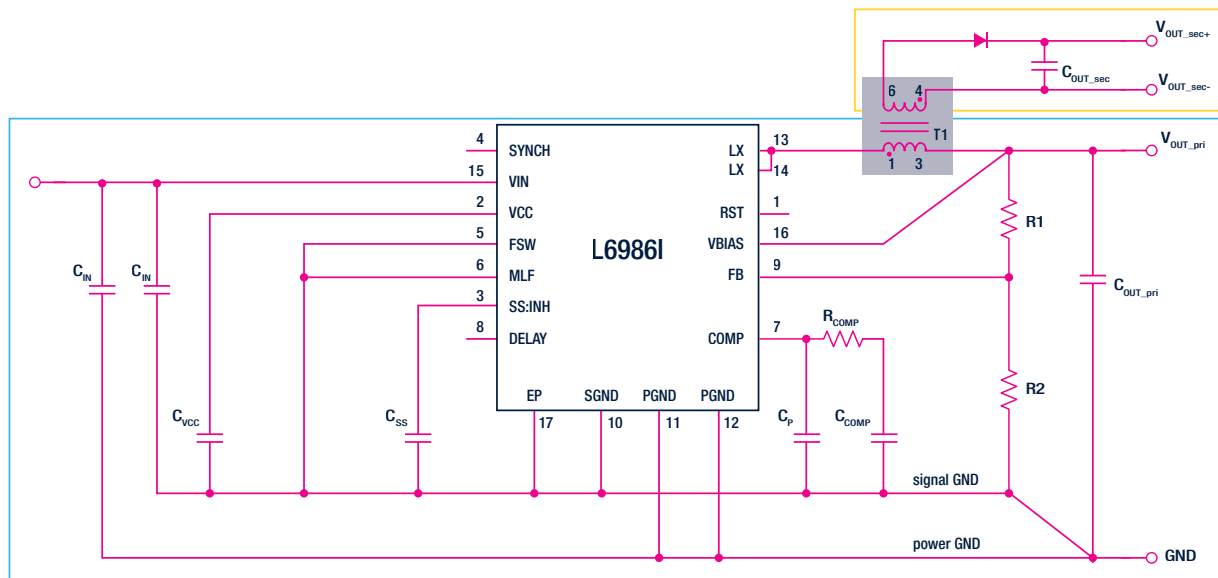 V_OUT_sec+
C_OUT_sec
V_OUT_sec-
6 4
T1
1 3
V_OUT_pri
4 SYNCH
15 VIN
2 VCC
5 FSW
6 MLF
3 SS:INH
8 DELAY
L6986I
LX 13
LX 14
RST 1
VBIAS 16
FB 9
COMP 7
EP SGND PGND PGND
17 10 11 12
C_IN C_IN
C_VCC
C_SS
R_COMP
C_P
C_COMP
R1
R2
C_OUT_pri
signal GND
power GND
GND